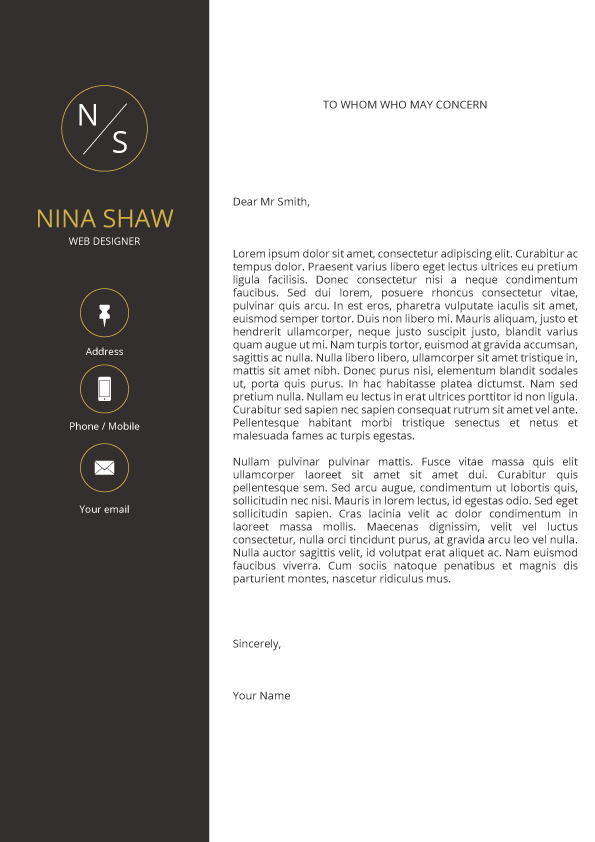 N
S
NINA SHAW
WEB DESIGNER
Address
Phone / Mobile
Your email
TO WHOM WHO MAY CONCERN
Dear Mr Smith,
Lorem ipsum dolor sit amet, consectetur adipiscing elit. Curabitur ac
tempus dolor. Praesent varius libero eget lectus ultrices eu pretium
ligula facilisis. Donec consectetur nisi a neque condimentum
faucibus. Sed dui lorem, posuere rhoncus consectetur vitae,
pulvinar quis arcu. In est eros, pharetra vulputate iaculis sit amet,
euismod semper tortor. Duis non libero mi. Mauris aliquam, justo et
hendrerit ullamcorper, neque justo suscipit justo, blandit varius
quam augue ut mi. Nam turpis tortor, euismod at gravida accumsan,
sagittis ac nulla. Nulla libero libero, ullamcorper sit amet tristique in,
mattis sit amet nibh. Donec purus nisi, elementum blandit sodales
ut, porta quis purus. In hac habitasse platea dictumst. Nam sed
pretium nulla. Nullam eu lectus in erat ultrices porttitor id non ligula.
Curabitur sed sapien nec sapien consequat rutrum sit amet vel ante.
Pellentesque habitant morbi tristique senectus et netus et
malesuada fames ac turpis egestas.
Nullam pulvinar pulvinar mattis. Fusce vitae massa quis elit
ullamcorper laoreet sit amet sit amet dui. Curabitur quis
pellentesque sem. Sed arcu augue, condimentum ut lobortis quis,
sollicitudin nec nisi. Mauris in lorem lectus, id egestas odio. Sed eget
sollicitudin sapien. Cras lacinia velit ac dolor condimentum in
laoreet massa mollis. Maecenas dignissim, velit vel luctus
consectetur, nulla orci tincidunt purus, at gravida arcu leo vel nulla.
Nulla auctor sagittis velit, id volutpat erat aliquet ac. Nam euismod
faucibus viverra. Cum sociis natoque penatibus et magnis dis
parturient montes, nascetur ridiculus mus.
Sincerely,
Your Name